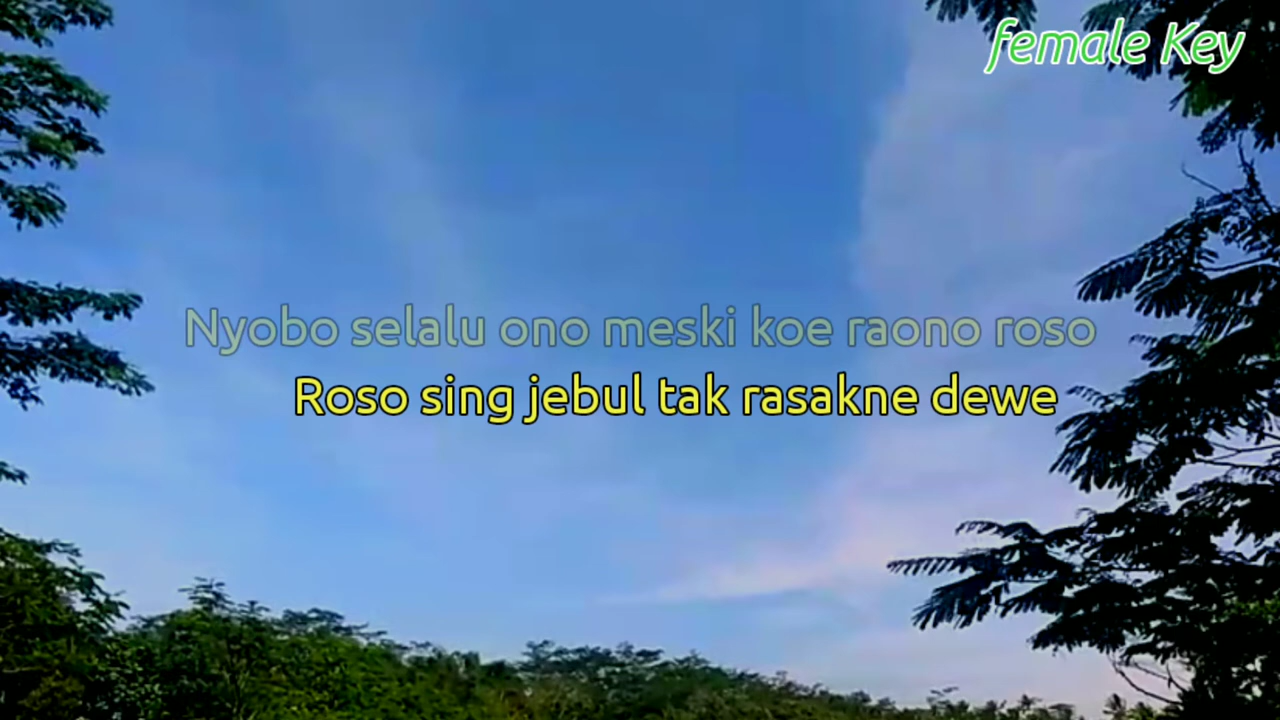 female Key
Nyobo selalu ono meski koe raono roso
Roso sing jebul tak rasakne dewe